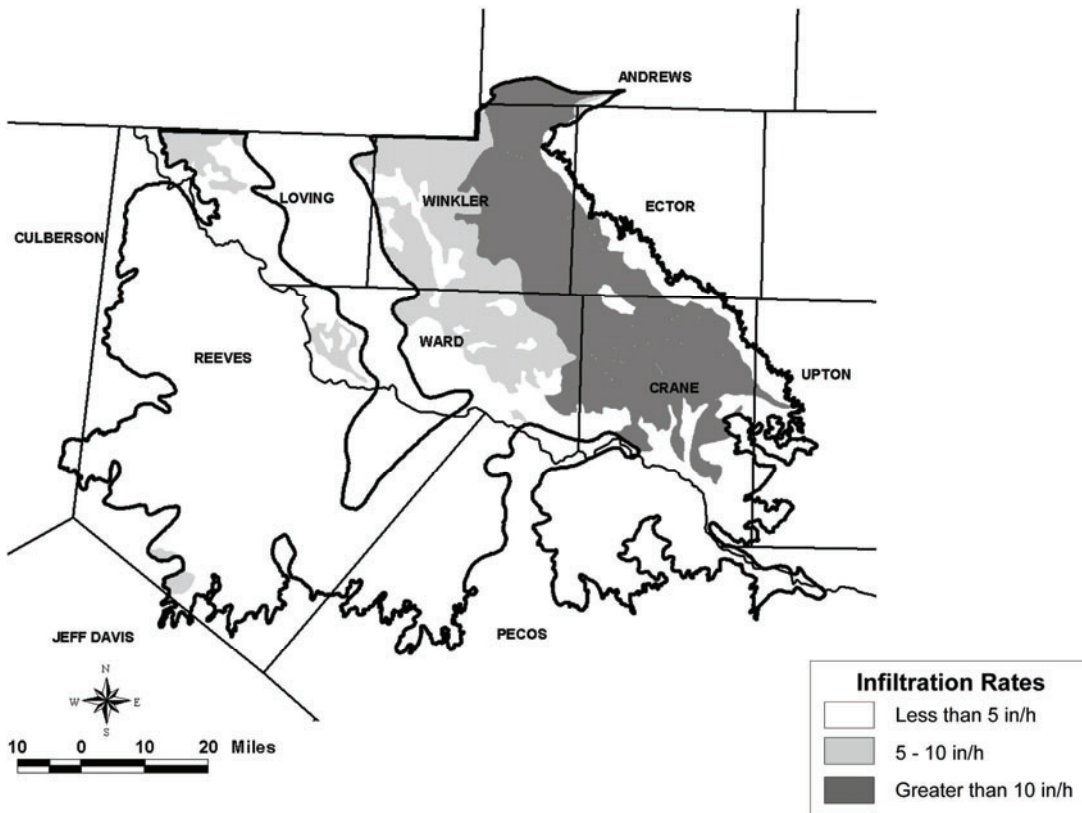 ANDREWS
LOVING
WINKLER
ECTOR
CULBERSON
REEVES
WARD
CRANE
UPTON
JEFF DAVIS
PECOS
N
W E
S
10 0 10 20 Miles
Infiltration Rates
Less than 5 in/h
5 - 10 in/h
Greater than 10 in/h